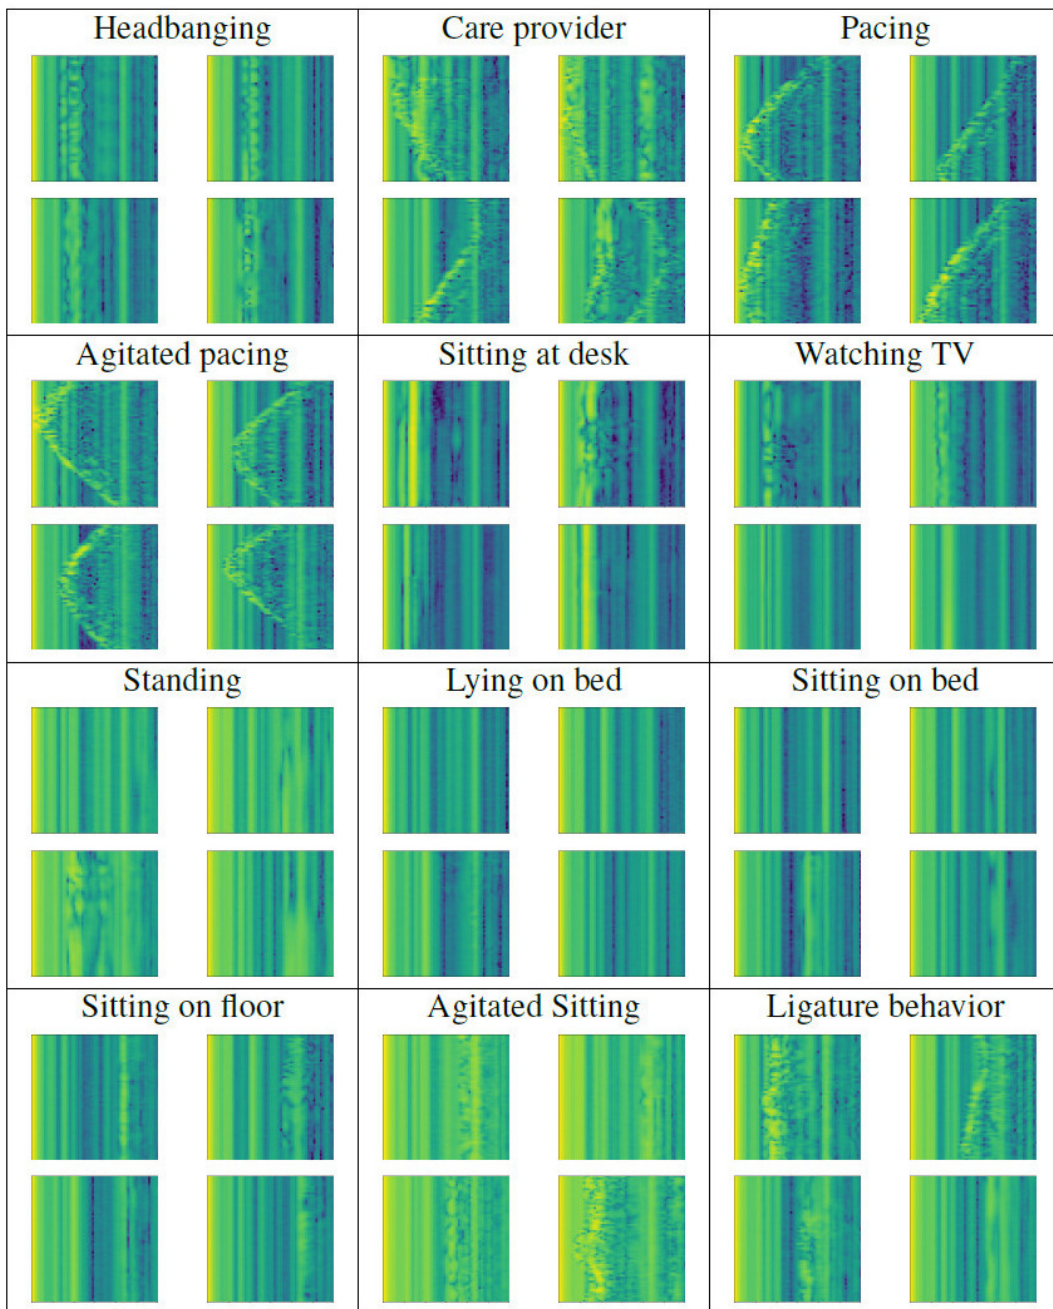 Headbanging
Care provider
Pacing
Agitated pacing
Sitting at desk
Watching TV
Standing
Lying on bed
Sitting on bed
Sitting on floor
Agitated Sitting
Ligature behavior